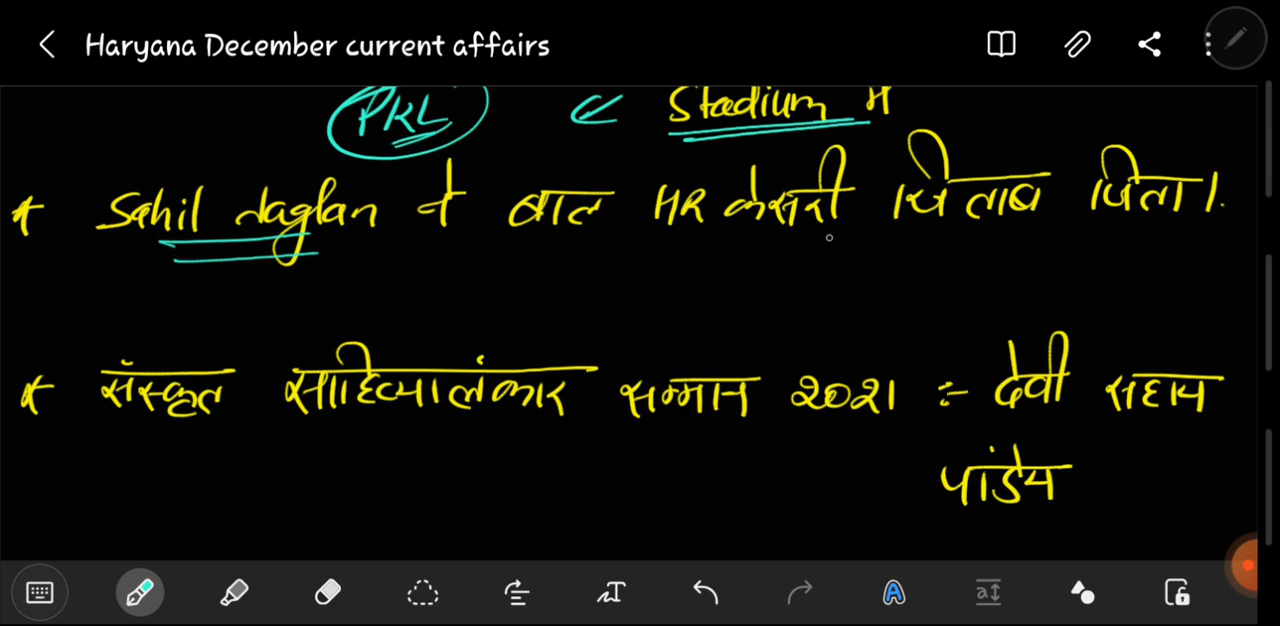 Haryana December current affairs
PKL Stadium में
* Sahil Jaglan ने बाल HR केसरी खिताब जिता।
* संस्कृत साहित्यालंकार सम्मान 2021 :- देवी सहाय
पांडेय